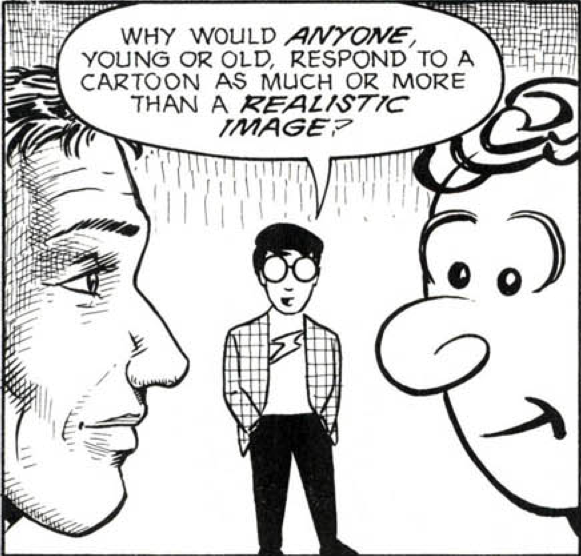 WHY WOULD ANYONE,
YOUNG OR OLD, RESPOND TO A
CARTOON AS MUCH OR MORE
THAN A REALISTIC
IMAGE?